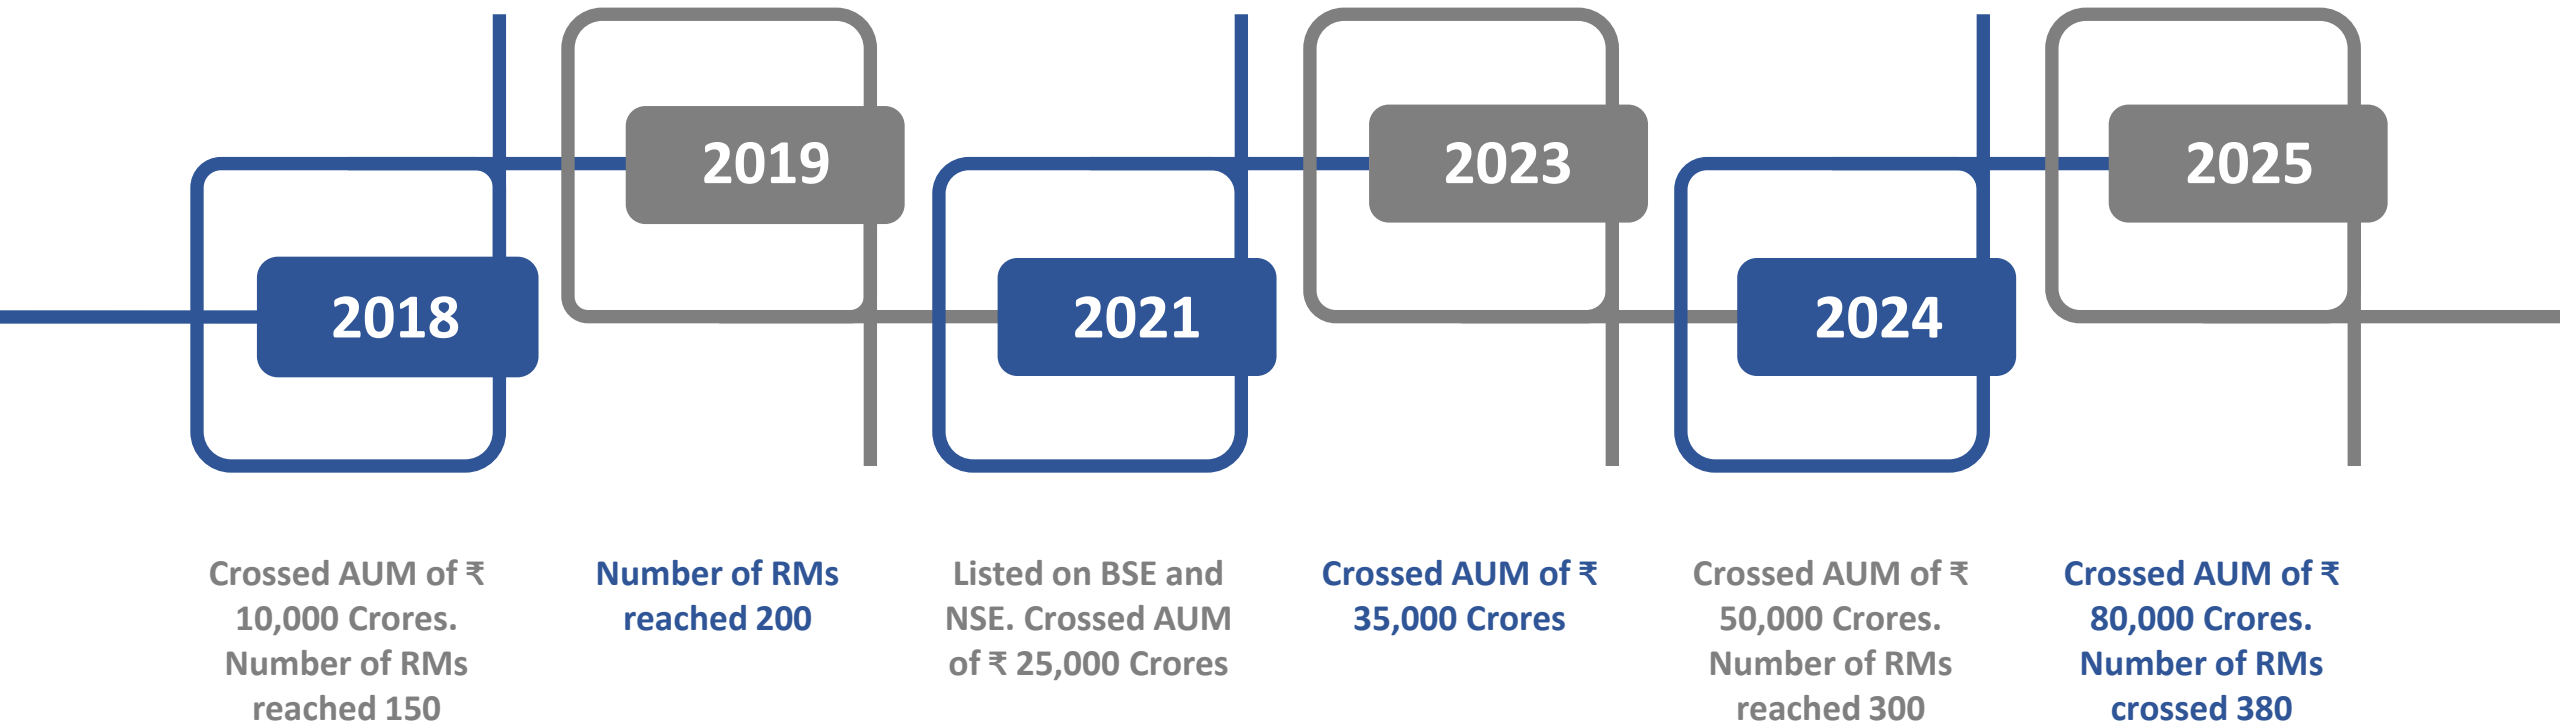 2018
2019
2021
2023
2024
2025
Crossed AUM of ₹
10,000 Crores.
Number of RMs
reached 150
Number of RMs
reached 200
Listed on BSE and
NSE. Crossed AUM
of ₹ 25,000 Crores
Crossed AUM of ₹
35,000 Crores
Crossed AUM of ₹
50,000 Crores.
Number of RMs
reached 300
Crossed AUM of ₹
80,000 Crores.
Number of RMs
crossed 380